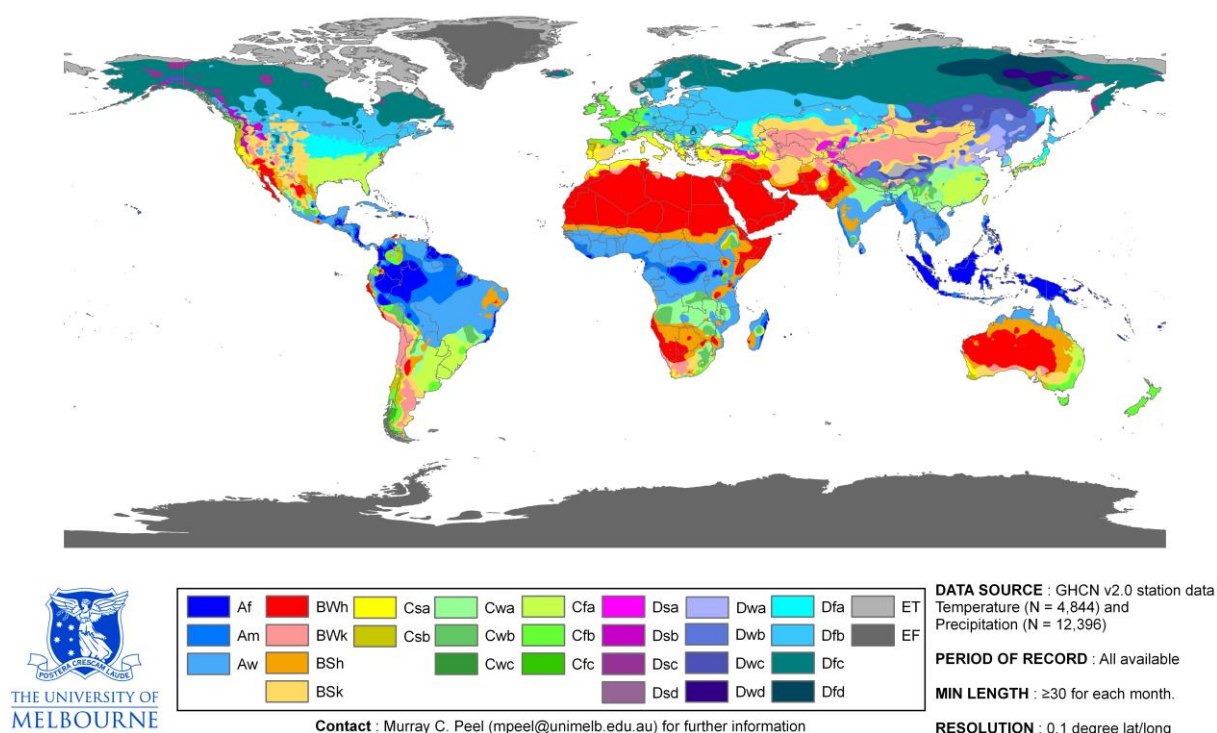 Af
Am
Aw
BWh
BWk
BSh
BSk
Csa
Csb
Cwa
Cwb
Cwc
Cfa
Cfb
Cfc
Dsa
Dsb
Dsc
Dsd
Dwa
Dwb
Dwc
Dwd
Dfa
Dfb
Dfc
Dfd
ET
EF
POSTERA CRESCAM LAUDE
THE UNIVERSITY OF
MELBOURNE
Contact : Murray C. Peel (mpeel@unimelb.edu.au) for further information
DATA SOURCE : GHCN v2.0 station data
Temperature (N = 4,844) and
Precipitation (N = 12,396)
PERIOD OF RECORD : All available
MIN LENGTH : ≥30 for each month.
RESOLUTION : 0.1 degree lat/long